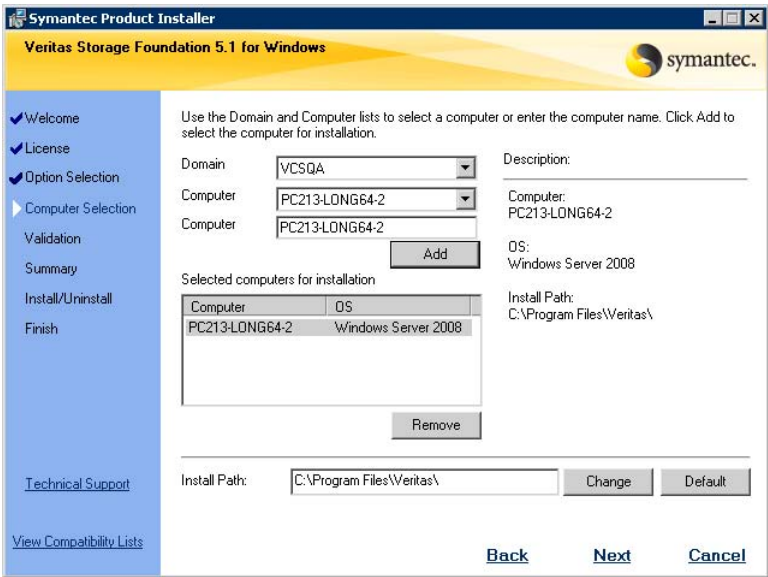 Symantec Product Installer
Veritas Storage Foundation 5.1 for Windows
symantec.
Welcome
License
Option Selection
Computer Selection
Validation
Summary
Install/Uninstall
Finish
Technical Support
View Compatibility Lists
Use the Domain and Computer lists to select a computer or enter the computer name. Click Add to
select the computer for installation.
Domain
VCSQA
Computer
PC213-LONG64-2
Computer
PC213-LONG64-2
Add
Selected computers for installation
Computer OS
PC213-LONG64-2 Windows Server 2008
Remove
Description:
Computer:
PC213-LONG64-2
OS:
Windows Server 2008
Install Path:
C:\Program Files\Veritas\
Install Path:
C:\Program Files\Veritas\
Change
Default
Back
Next
Cancel